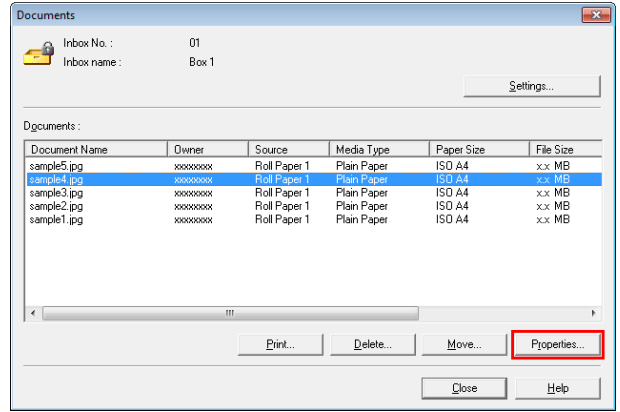 Documents
Inbox No. : 01
Inbox name : Box 1
Settings...
Documents :
Document Name Owner Source Media Type Paper Size File Size
sample5.jpg xxxxxxxx Roll Paper 1 Plain Paper ISO A4 x.x MB
sample4.jpg xxxxxxxx Roll Paper 1 Plain Paper ISO A4 x.x MB
sample3.jpg xxxxxxxx Roll Paper 1 Plain Paper ISO A4 x.x MB
sample2.jpg xxxxxxxx Roll Paper 1 Plain Paper ISO A4 x.x MB
sample1.jpg xxxxxxxx Roll Paper 1 Plain Paper ISO A4 x.x MB
Print... Delete... Move... Properties...
Close Help